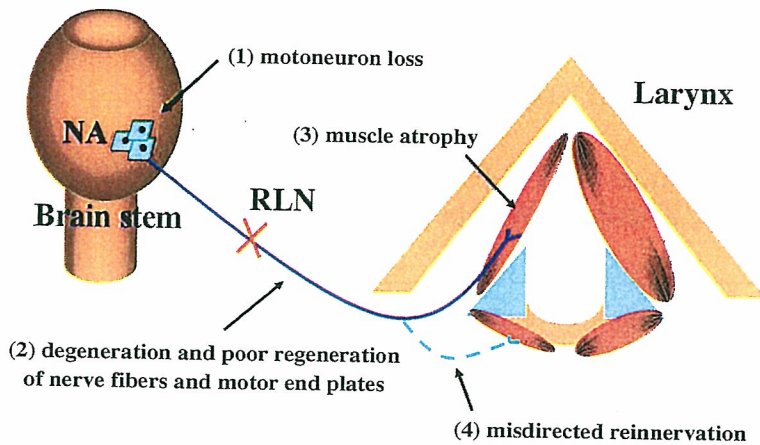 (1) motoneuron loss
Larynx
NA
(3) muscle atrophy
RLN
Brain stem
(2) degeneration and poor regeneration
of nerve fibers and motor end plates
(4) misdirected reinnervation